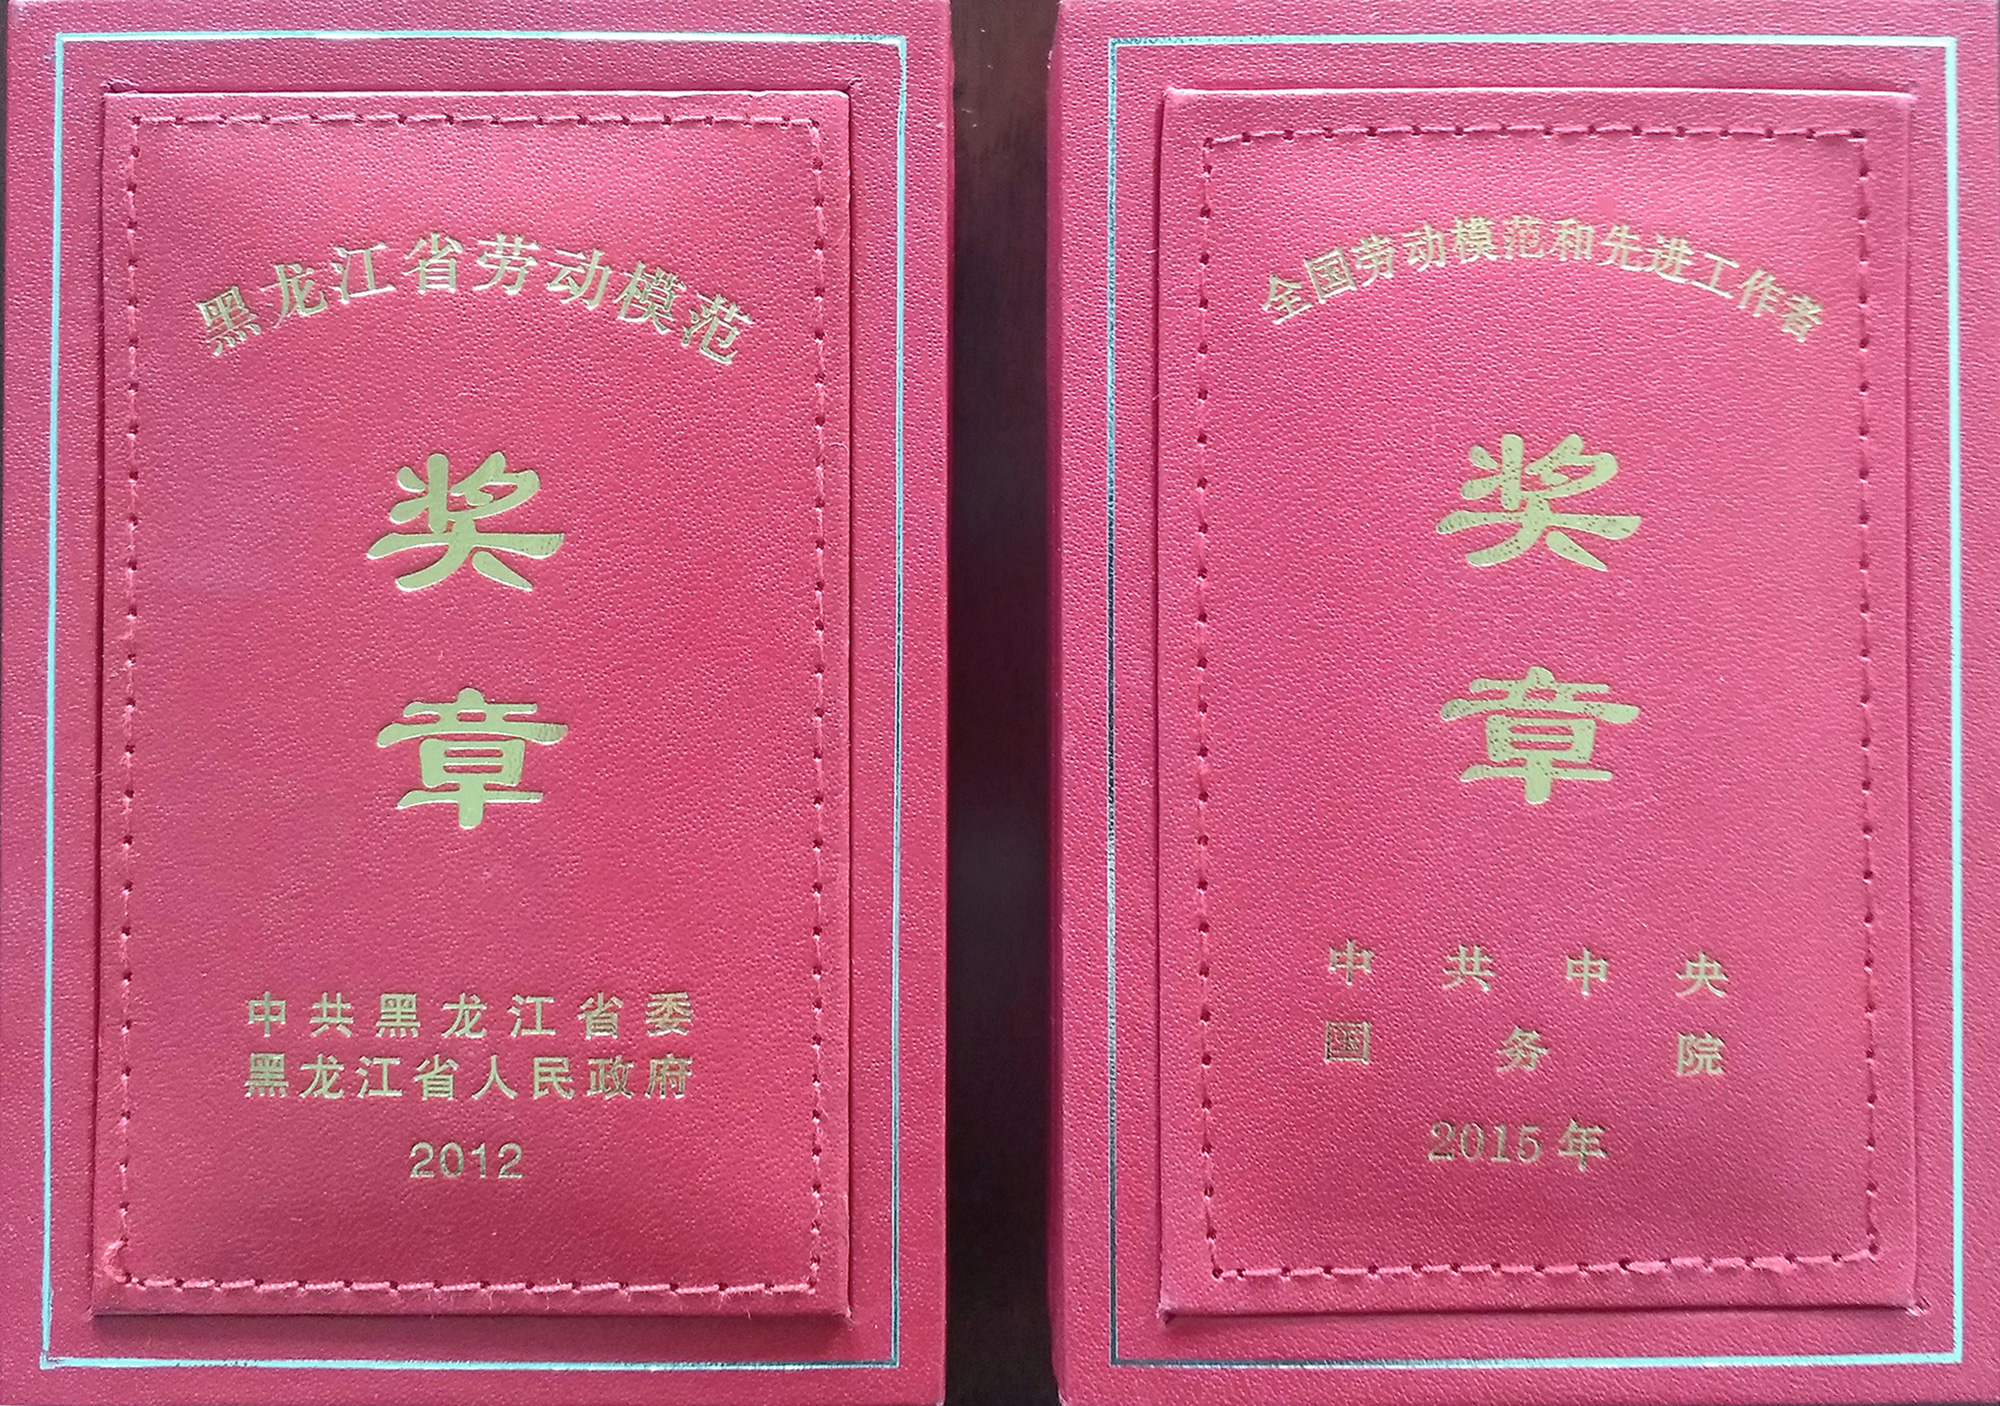 黑龙江省劳动模范
奖
章
中共黑龙江省委
黑龙江省人民政府
2012
全国劳动模范和先进工作者
奖
章
中共中央
国务院
2015年